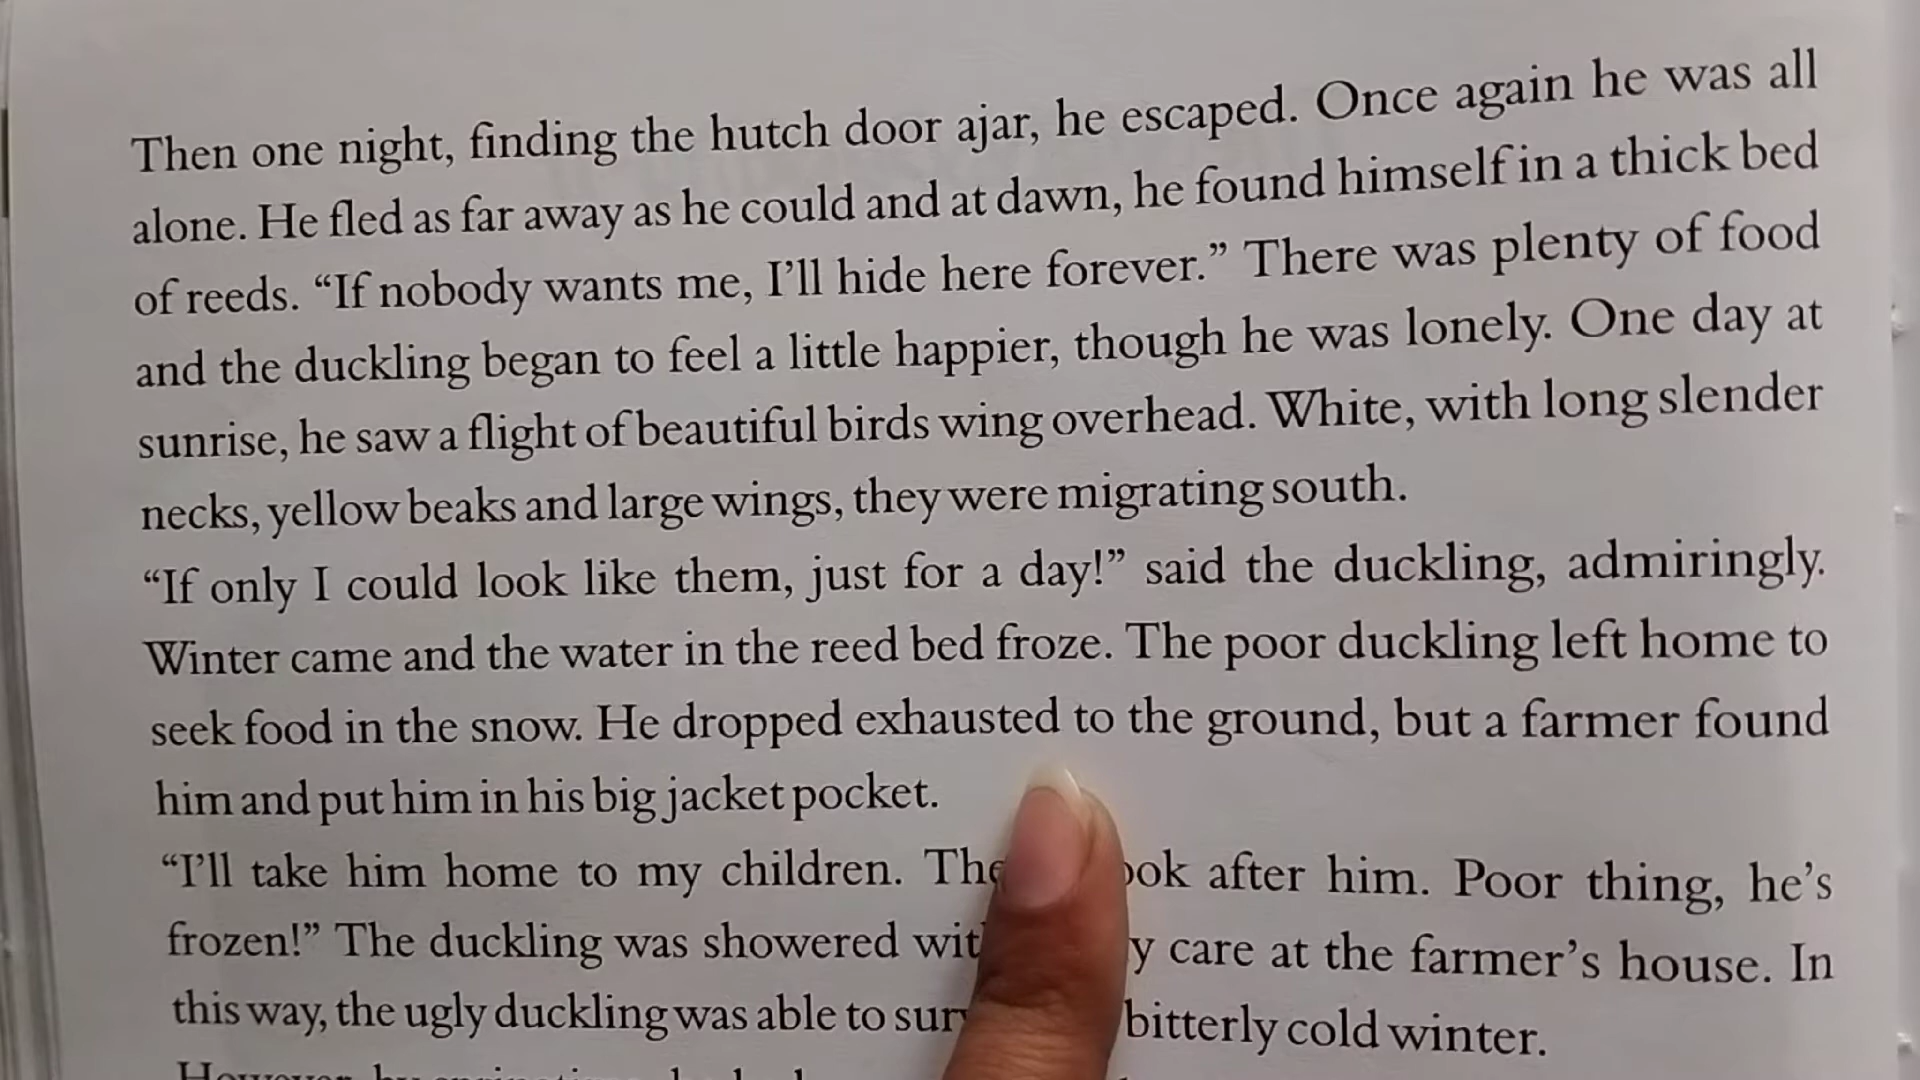 Then one night, finding the hutch door ajar, he escaped. Once again he was all
alone. He fled as far away as he could and at dawn, he found himself in a thick bed
of reeds. “If nobody wants me, I’ll hide here forever.” There was plenty of food
and the duckling began to feel a little happier, though he was lonely. One day at
sunrise, he saw a flight of beautiful birds wing overhead. White, with long slender
necks, yellow beaks and large wings, they were migrating south.
“If only I could look like them, just for a day!” said the duckling, admiringly.
Winter came and the water in the reed bed froze. The poor duckling left home to
seek food in the snow. He dropped exhausted to the ground, but a farmer found
him and put him in his big jacket pocket.
“I’ll take him home to my children. after him. Poor thing, he’s
frozen!” The duckling was showered care at the farmer’s house. In
this way, the ugly duckling was able to bitterly cold winter.